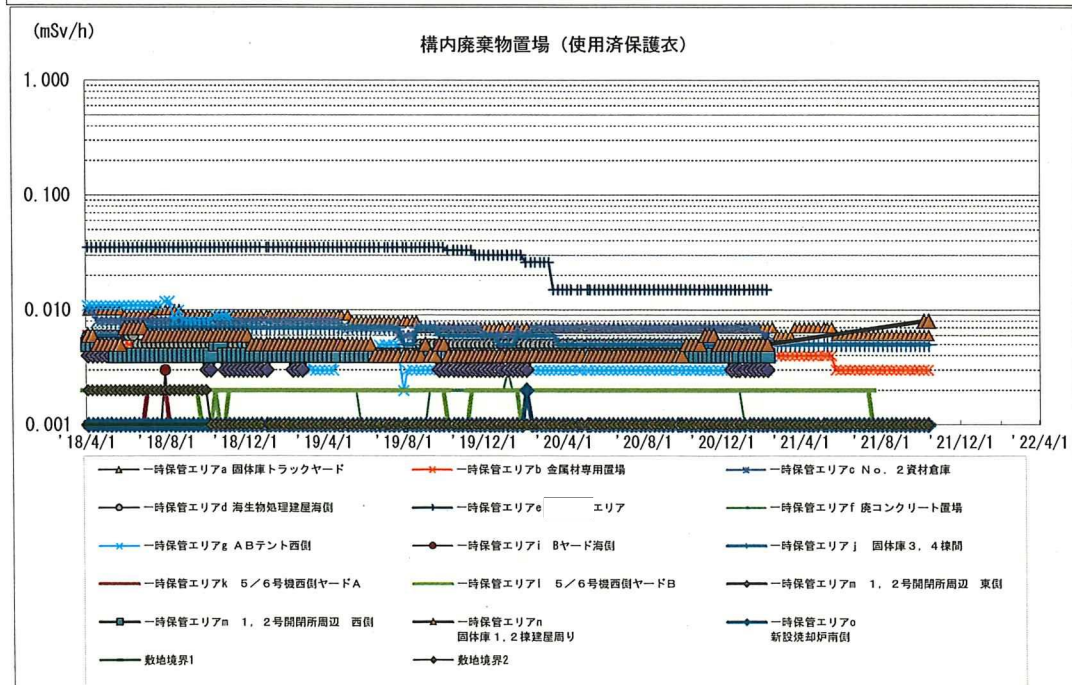 (mSv/h)
構内廃棄物置場（使用済保護衣）
1.000
0.100
0.010
0.001
'18/4/1 '18/8/1 '18/12/1 '19/4/1 '19/8/1 '19/12/1 '20/4/1 '20/8/1 '20/12/1 '21/4/1 '21/8/1 '21/12/1 '22/4/1
一時保管エリアa 固体庫トラックヤード 一時保管エリアb 金属材専用置場 一時保管エリアc No．2資材倉庫
一時保管エリアd 海生物処理建屋海側 一時保管エリアe エリア 一時保管エリアf 廃コンクリート置場
一時保管エリアg ABテント西側 一時保管エリアi Bヤード海側 一時保管エリアj 固体庫3，4棟間
一時保管エリアk 5／6号機西側ヤードA 一時保管エリアl 5／6号機西側ヤードB 一時保管エリアm 1，2号開閉所周辺 東側
一時保管エリアm 1，2号開閉所周辺 西側 一時保管エリアn 一時保管エリアo
固体庫1，2棟建屋周り 新設焼却炉南側
敷地境界1 敷地境界2